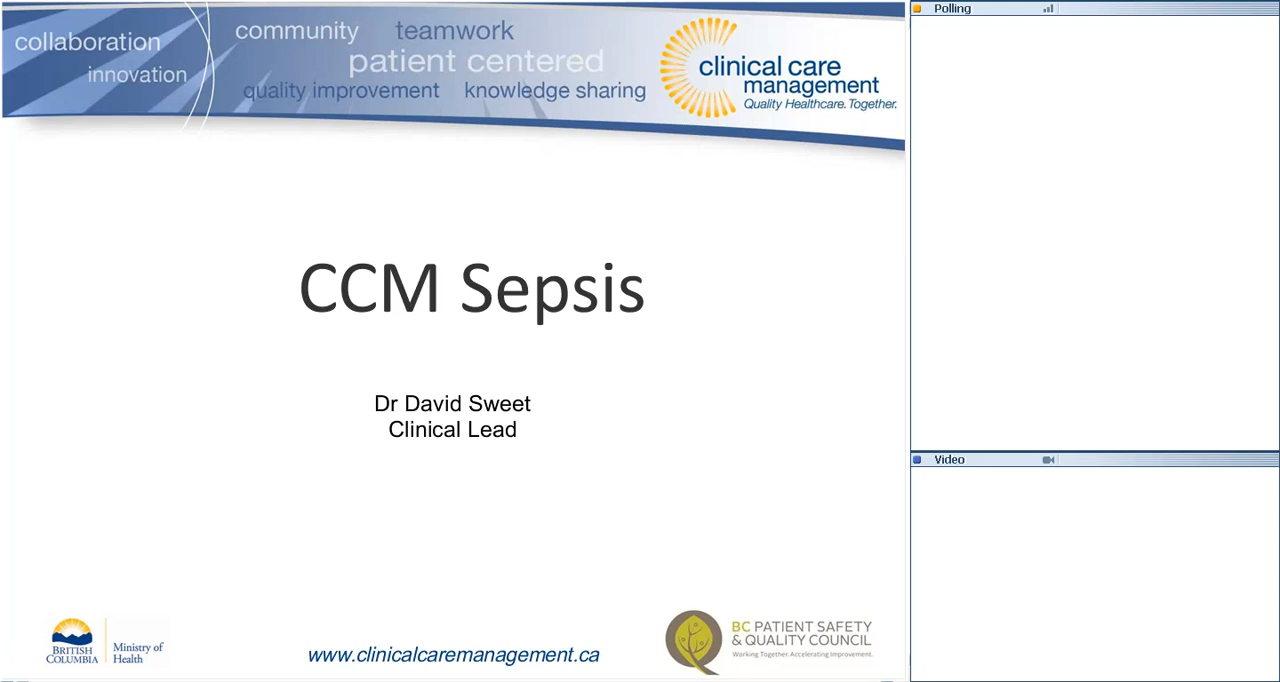 collaboration
innovation
community
teamwork
patient centered
quality improvement
knowledge sharing
clinical care
management
Quality Healthcare. Together.
CCM Sepsis
Dr David Sweet
Clinical Lead
BRITISH
COLUMBIA
Ministry of
Health
www.clinicalcaremanagement.ca
BC PATIENT SAFETY
& QUALITY COUNCIL
Working Together. Accelerating Improvement.
Polling
Video